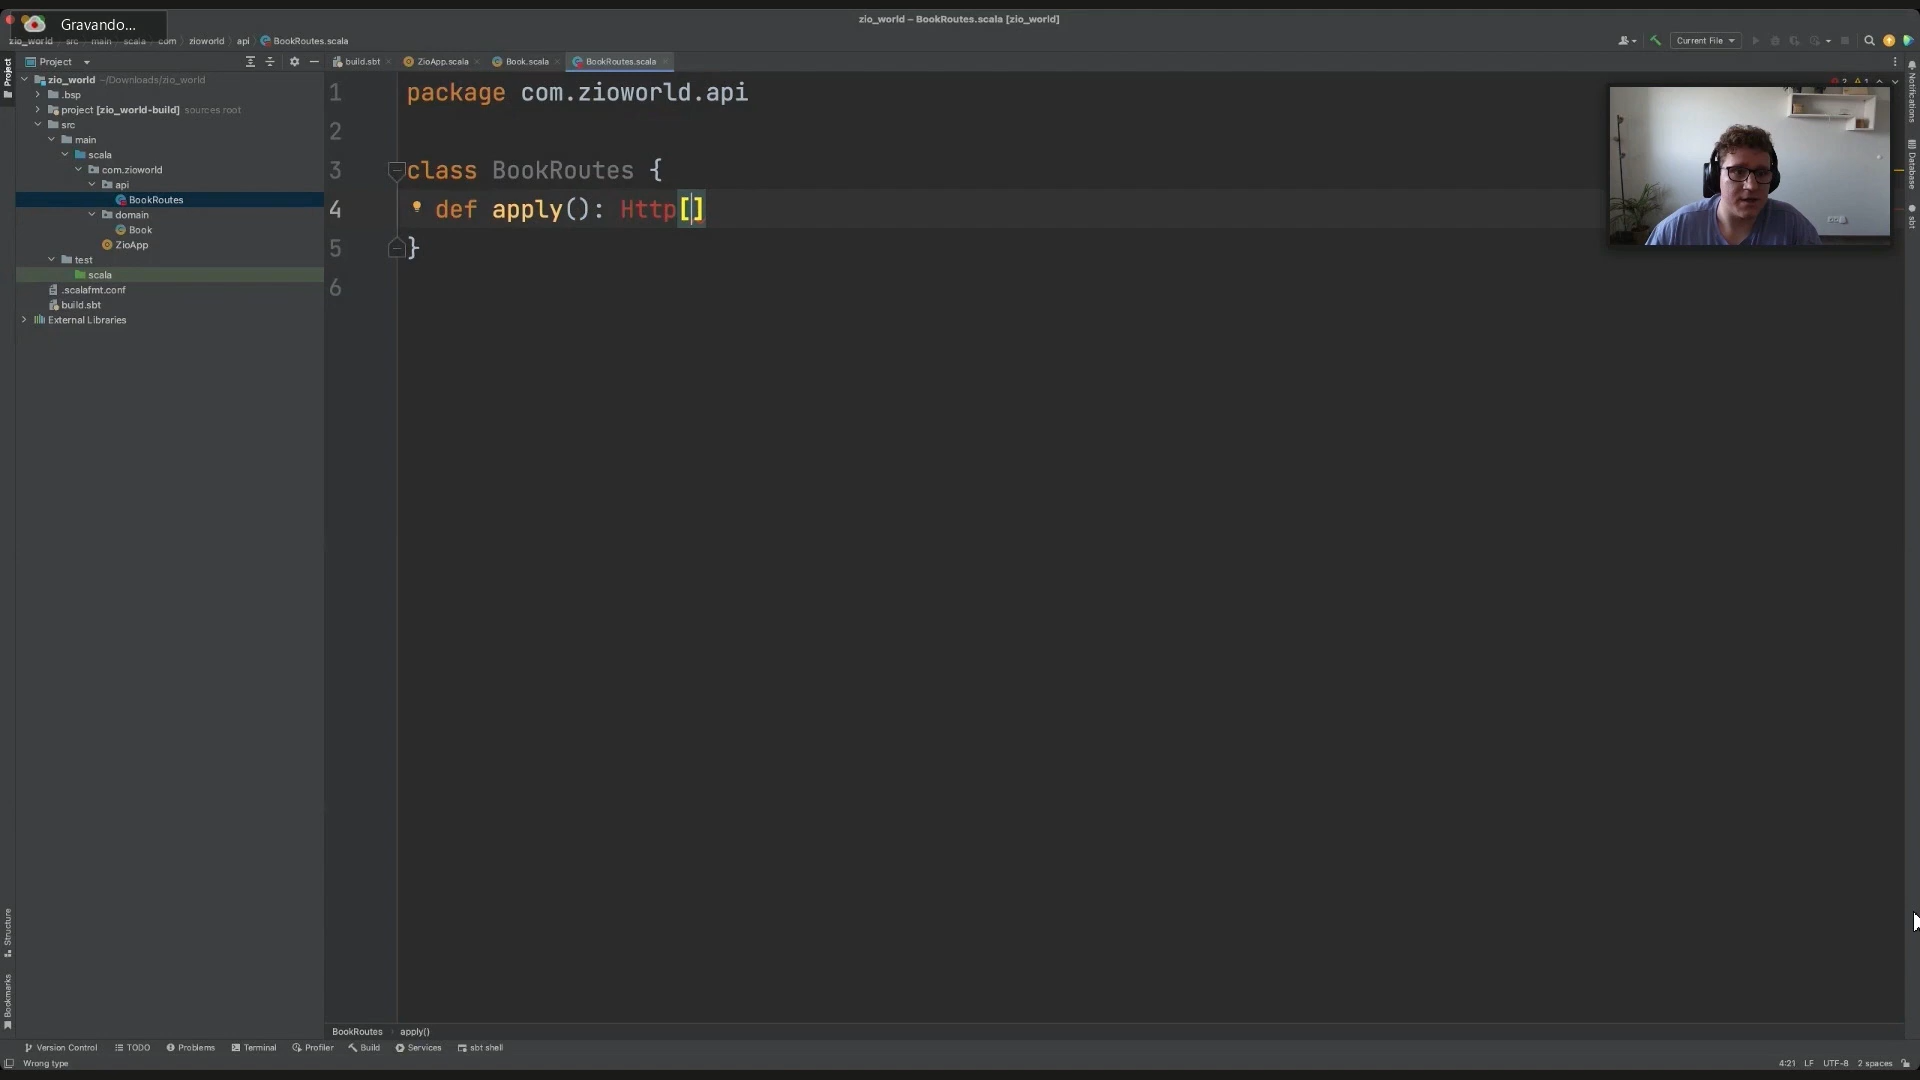 zio_world – BookRoutes.scala [zio_world]
Gravando...
zio_world src main scala com zioworld api BookRoutes.scala
Current File
Project
build.sbt ZioApp.scala Book.scala BookRoutes.scala
Project
zio_world ~/Downloads/zio_world
.bsp
project [zio_world-build] sources root
src
main
scala
com.zioworld
api
BookRoutes
domain
Book
ZioApp
test
scala
.scalafmt.conf
build.sbt
External Libraries
1 package com.zioworld.api
2
3 class BookRoutes {
4 def apply(): Http[]
5 }
6
2 1
Notifications
Database
sbt
Structure
Bookmarks
BookRoutes apply()
Version Control TODO Problems Terminal Profiler Build Services sbt shell
Wrong type
4:21 LF UTF-8 2 spaces